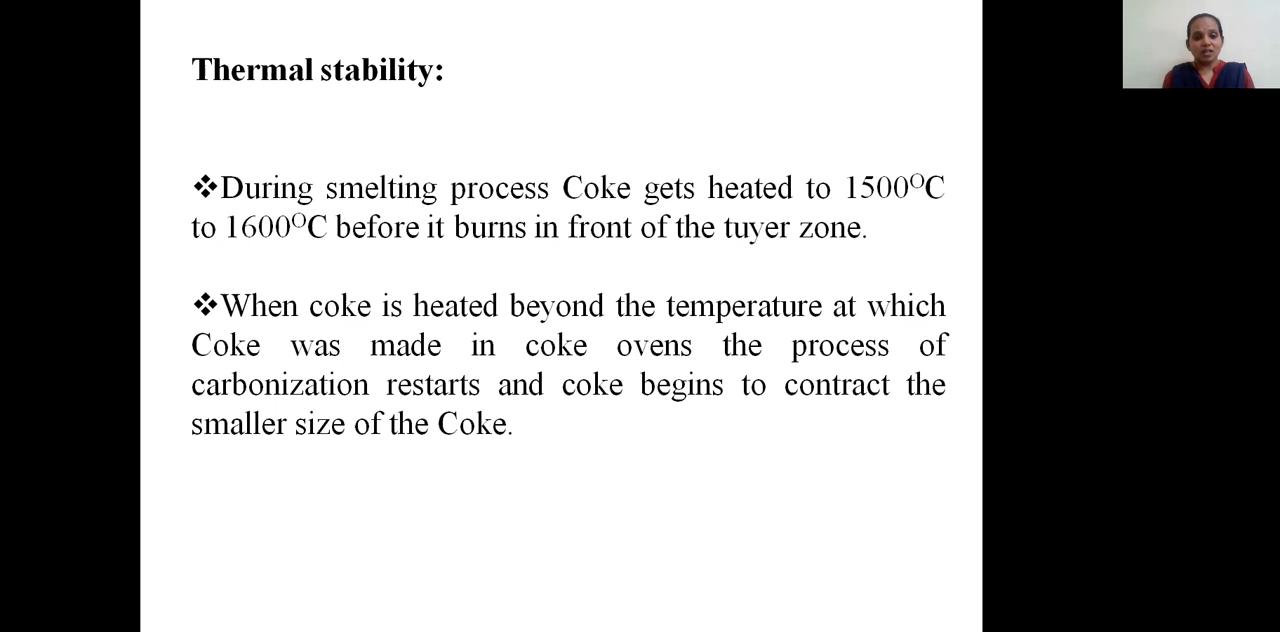 Thermal stability:
❖During smelting process Coke gets heated to 1500⁰C
to 1600⁰C before it burns in front of the tuyer zone.
❖When coke is heated beyond the temperature at which
Coke was made in coke ovens the process of
carbonization restarts and coke begins to contract the
smaller size of the Coke.